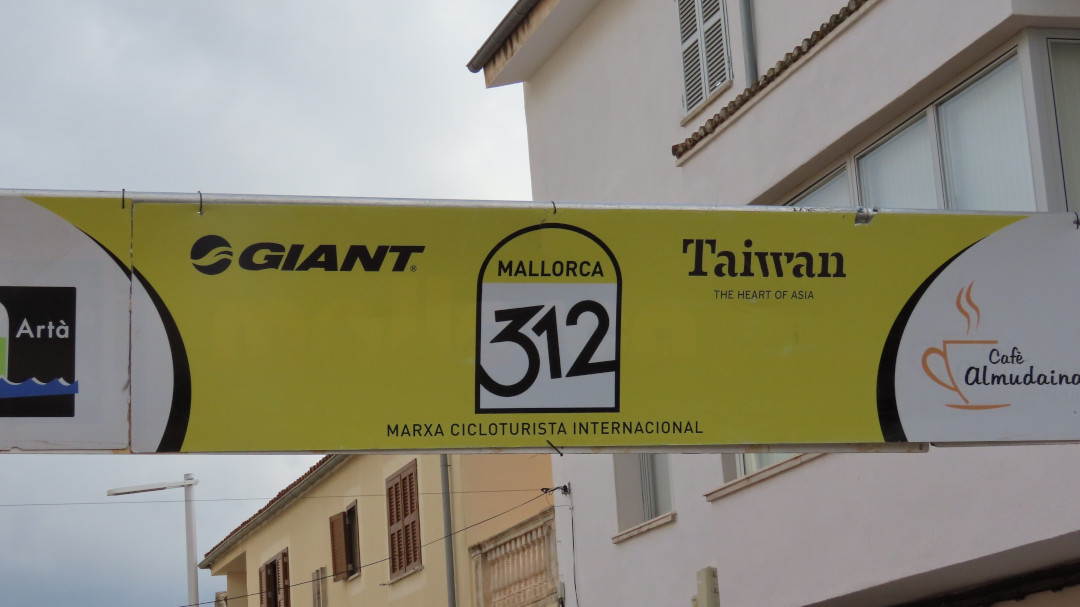 Artà
GIANT®
MALLORCA
312
MARXA CICLOTURISTA INTERNACIONAL
Taiwan
THE HEART OF ASIA
Cafè
Almudaina